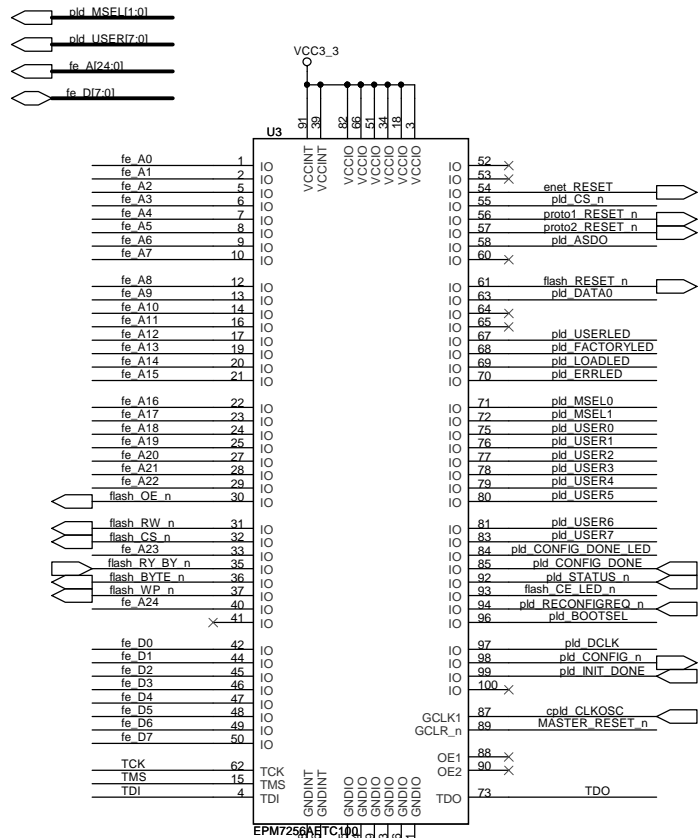 pld_MSEL[1:0]
pld_USER[7:0]
fe_A[24:0]
fe_D[7:0]
VCC3_3
U3
91 39 82 66 51 34 18 3
VCCINT VCCINT VCCIO VCCIO VCCIO VCCIO VCCIO VCCIO
fe_A0 1 IO IO 52
fe_A1 2 IO IO 53
fe_A2 5 IO IO 54 enet_RESET
fe_A3 6 IO IO 55 pld_CS_n
fe_A4 7 IO IO 56 proto1_RESET_n
fe_A5 8 IO IO 57 proto2_RESET_n
fe_A6 9 IO IO 58 pld_ASDO
fe_A7 10 IO IO 60
fe_A8 12 IO IO 61 flash_RESET_n
fe_A9 13 IO IO 63 pld_DATA0
fe_A10 14 IO IO 64
fe_A11 16 IO IO 65
fe_A12 17 IO IO 67 pld_USERLED
fe_A13 19 IO IO 68 pld_FACTORYLED
fe_A14 20 IO IO 69 pld_LOADLED
fe_A15 21 IO IO 70 pld_ERRLED
fe_A16 22 IO IO 71 pld_MSEL0
fe_A17 23 IO IO 72 pld_MSEL1
fe_A18 24 IO IO 75 pld_USER0
fe_A19 25 IO IO 76 pld_USER1
fe_A20 27 IO IO 77 pld_USER2
fe_A21 28 IO IO 78 pld_USER3
fe_A22 29 IO IO 79 pld_USER4
flash_OE_n 30 IO IO 80 pld_USER5
flash_RW_n 31 IO IO 81 pld_USER6
flash_CS_n 32 IO IO 83 pld_USER7
fe_A23 33 IO IO 84 pld_CONFIG_DONE_LED
flash_RY_BY_n 35 IO IO 85 pld_CONFIG_DONE
flash_BYTE_n 36 IO IO 92 pld_STATUS_n
flash_WP_n 37 IO IO 93 flash_CE_LED_n
fe_A24 40 IO IO 94 pld_RECONFIGREQ_n
41 IO IO 96 pld_BOOTSEL
fe_D0 42 IO IO 97 pld_DCLK
fe_D1 44 IO IO 98 pld_CONFIG_n
fe_D2 45 IO IO 99 pld_INIT_DONE
fe_D3 46 IO IO 100
fe_D4 47 IO
fe_D5 48 IO GCLK1 87 cpld_CLKOSC
fe_D6 49 IO GCLR_n 89 MASTER_RESET_n
fe_D7 50 IO
OE1 88
TCK 62 TCK OE2 90
TMS 15 TMS
TDI 4 TDI TDO 73 TDO
GNDINT GNDINT GNDIO GNDIO GNDIO GNDIO GNDIO GNDIO
EPM7256AETC100